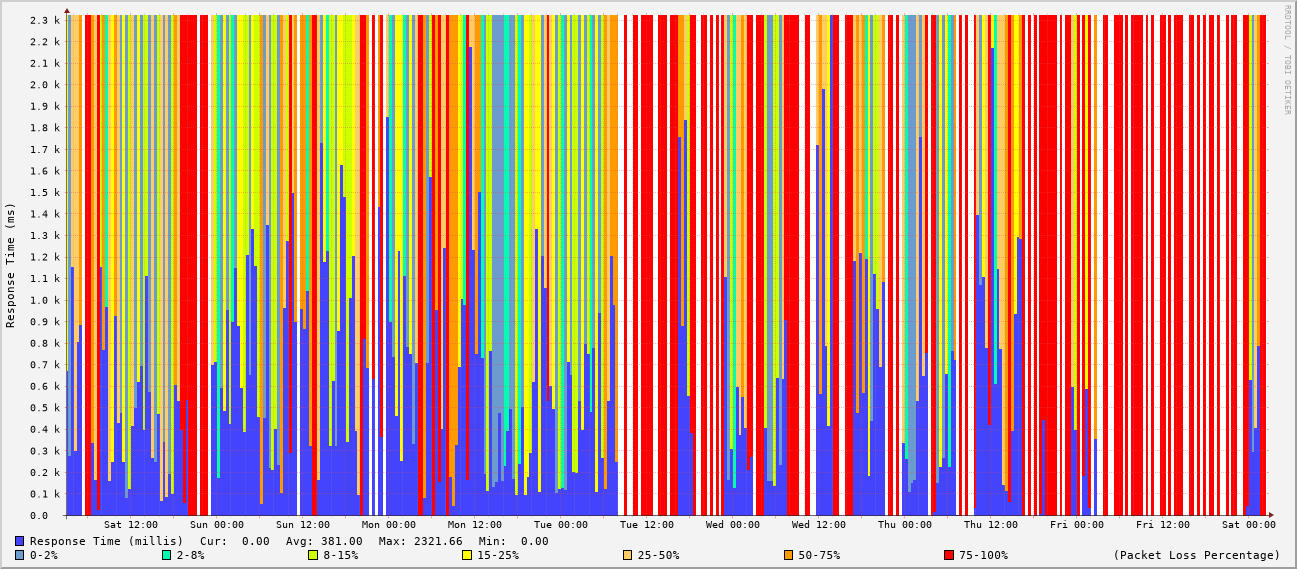 RRDTOOL / TOBI OETIKER
Response Time (ms)
2.3 k
2.2 k
2.1 k
2.0 k
1.9 k
1.8 k
1.7 k
1.6 k
1.5 k
1.4 k
1.3 k
1.2 k
1.1 k
1.0 k
0.9 k
0.8 k
0.7 k
0.6 k
0.5 k
0.4 k
0.3 k
0.2 k
0.1 k
0.0
Sat 12:00 Sun 00:00 Sun 12:00 Mon 00:00 Mon 12:00 Tue 00:00 Tue 12:00 Wed 00:00 Wed 12:00 Thu 00:00 Thu 12:00 Fri 00:00 Fri 12:00 Sat 00:00
Response Time (millis) Cur: 0.00 Avg: 381.00 Max: 2321.66 Min: 0.00
0-2% 2-8% 8-15% 15-25% 25-50% 50-75% 75-100% (Packet Loss Percentage)